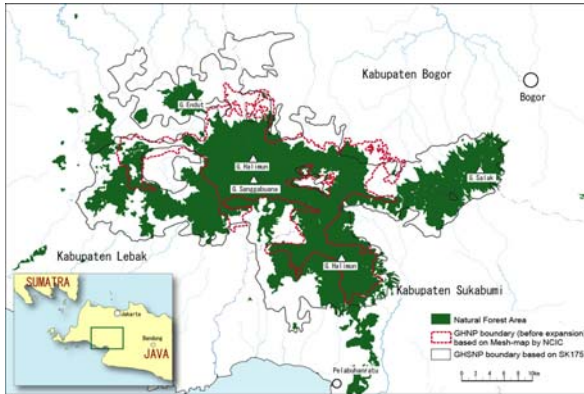 Kabupaten Bogor
Bogor
G.Endut
G.Halimun
G.Sanggabuana
G.Salak
Kabupaten Lebak
G.Halimun
Kabupaten Sukabumi
SUMATRA
Jakarta
Bandung
JAVA
Pelabuhanratu
Natural Forest Area
GHNP boundary (before expansion)
based on Mesh-map by NCIC
GHSNP boundary based on SK175